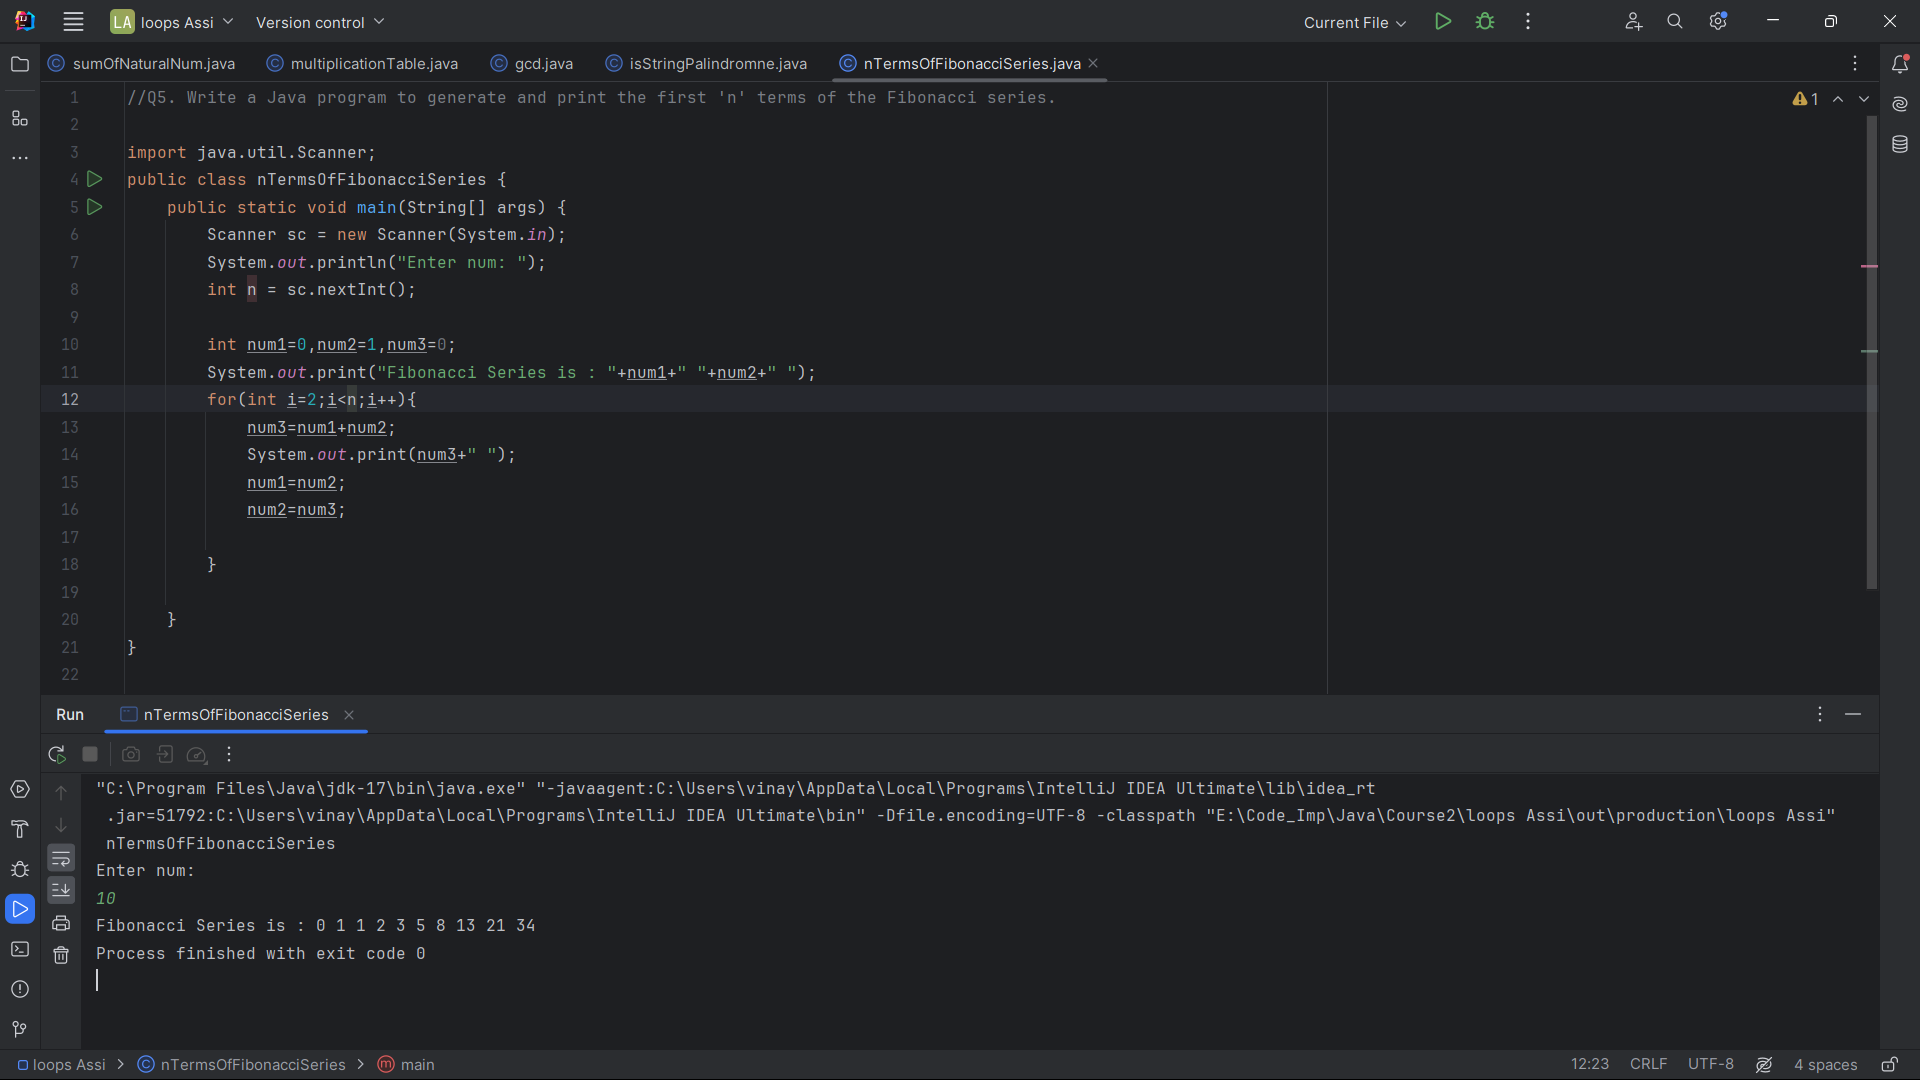 LA loops Assi Version control Current File
sumOfNaturalNum.java multiplicationTable.java gcd.java isStringPalindromne.java nTermsOfFibonacciSeries.java
1 //Q5. Write a Java program to generate and print the first 'n' terms of the Fibonacci series. 1
2
3 import java.util.Scanner;
4 public class nTermsOfFibonacciSeries {
5 public static void main(String[] args) {
6 Scanner sc = new Scanner(System.in);
7 System.out.println("Enter num: ");
8 int n = sc.nextInt();
9
10 int num1=0,num2=1,num3=0;
11 System.out.print("Fibonacci Series is : "+num1+" "+num2+" ");
12 for(int i=2;i<n;i++){
13 num3=num1+num2;
14 System.out.print(num3+" ");
15 num1=num2;
16 num2=num3;
17
18 }
19
20 }
21 }
22
Run nTermsOfFibonacciSeries
"C:\Program Files\Java\jdk-17\bin\java.exe" "-javaagent:C:\Users\vinay\AppData\Local\Programs\IntelliJ IDEA Ultimate\lib\idea_rt
.jar=51792:C:\Users\vinay\AppData\Local\Programs\IntelliJ IDEA Ultimate\bin" -Dfile.encoding=UTF-8 -classpath "E:\Code_Imp\Java\Course2\loops Assi\out\production\loops Assi"
nTermsOfFibonacciSeries
Enter num:
10
Fibonacci Series is : 0 1 1 2 3 5 8 13 21 34
Process finished with exit code 0
loops Assi nTermsOfFibonacciSeries main 12:23 CRLF UTF-8 4 spaces